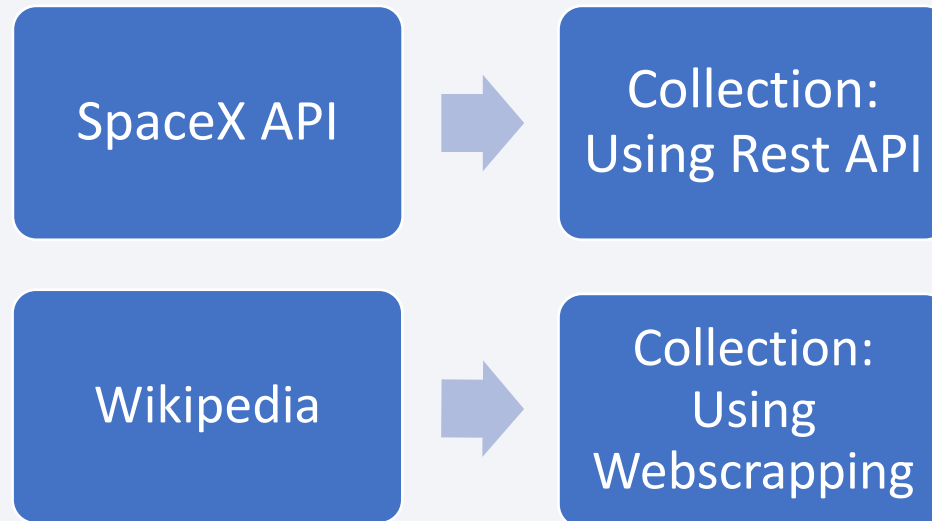 SpaceX API
Collection:
Using Rest API
Wikipedia
Collection:
Using
Webscrapping